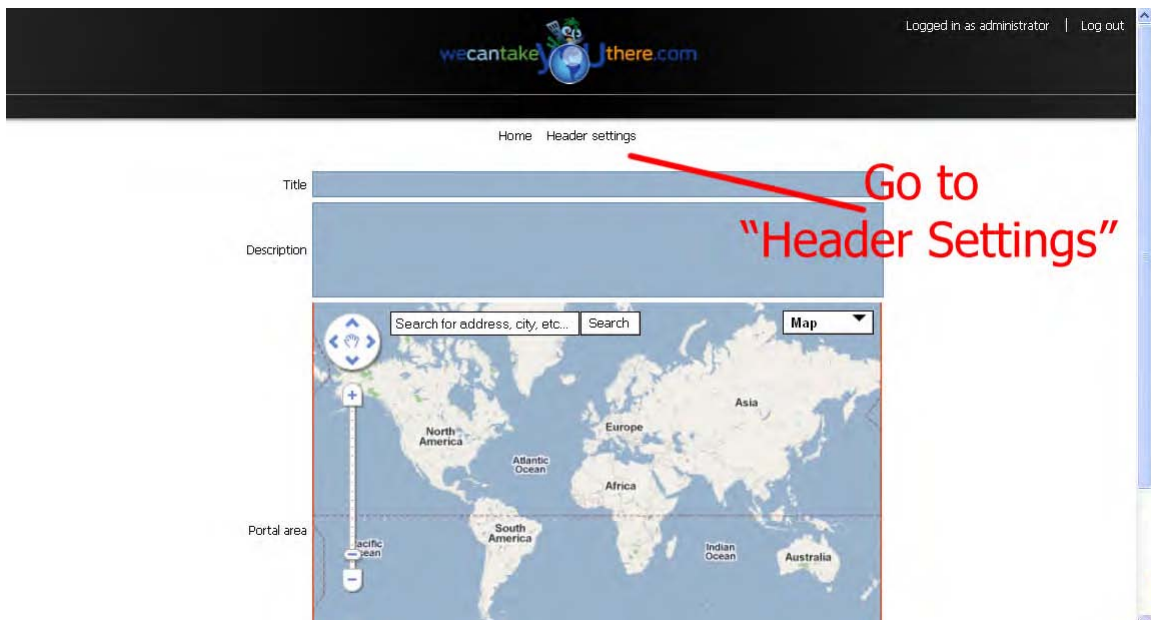 Logged in as administrator | Log out
wecantakeyouthere.com
Home Header settings
Title
Go to
"Header Settings"
Description
Search for address, city, etc... Search
Map
North
America
Atlantic
Ocean
Europe
Asia
Africa
Portal area
South
America
Indian
Ocean
Australia